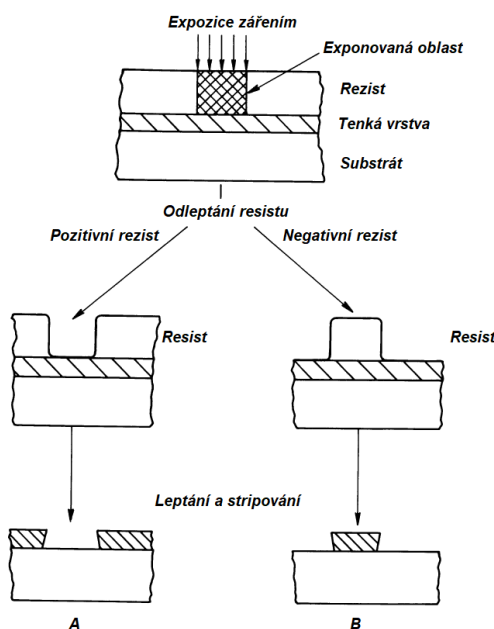 Expozice zářením
Exponovaná oblast
Rezist
Tenká vrstva
Substrát
Odleptání resistu
Pozitivní rezist
Negativní rezist
Resist
Resist
Leptání a stripování
A
B